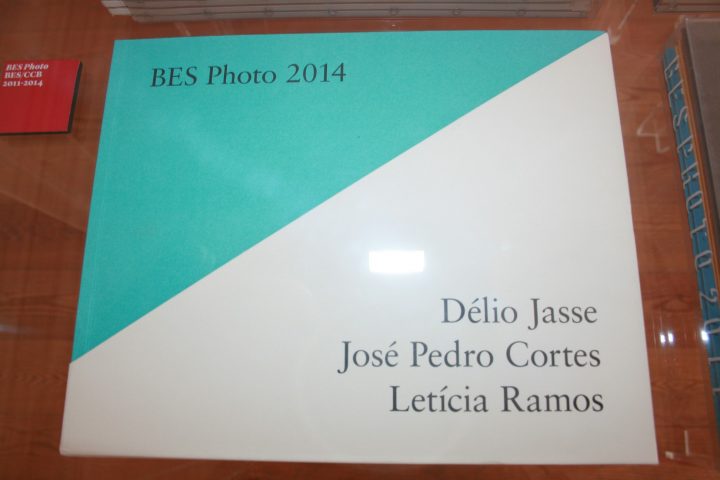 BES Photo
BES/CCB
2011-2014
BES Photo 2014
Délio Jasse
José Pedro Cortes
Letícia Ramos